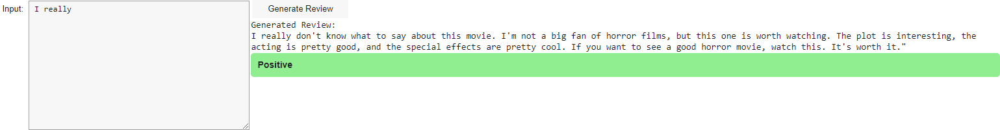 Input:
I really
Generate Review
Generated Review:
I really don't know what to say about this movie. I'm not a big fan of horror films, but this one is worth watching. The plot is interesting, the
acting is pretty good, and the special effects are pretty cool. If you want to see a good horror movie, watch this. It's worth it."
Positive